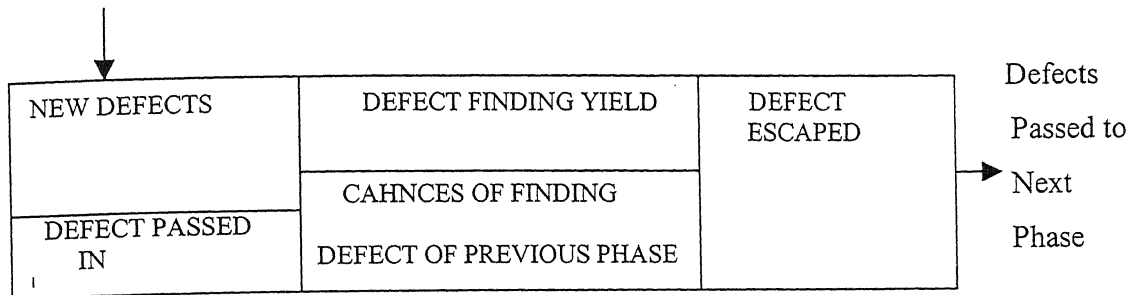 NEW DEFECTS
DEFECT PASSED
IN
DEFECT FINDING YIELD
CAHNCES OF FINDING
DEFECT OF PREVIOUS PHASE
DEFECT
ESCAPED
Defects
Passed to
Next
Phase